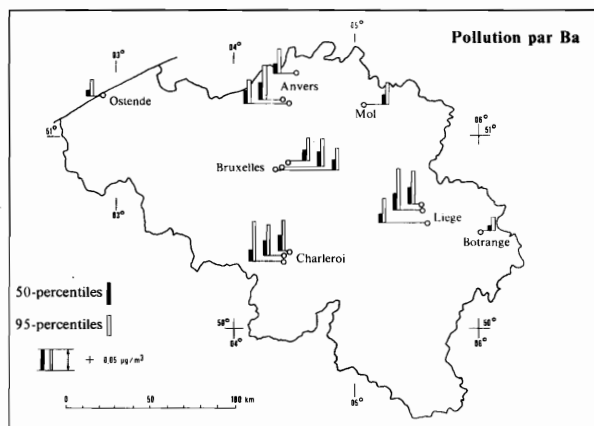 Pollution par Ba
05°
04°
03°
Ostende
Anvers
Mol
06°
51°
51°
Bruxelles
03°
Liege
Botrange
Charleroi
50-percentiles
95-percentiles
50°
04°
50°
06°
+ 0,05 µg/m³
0 50 100 km
05°